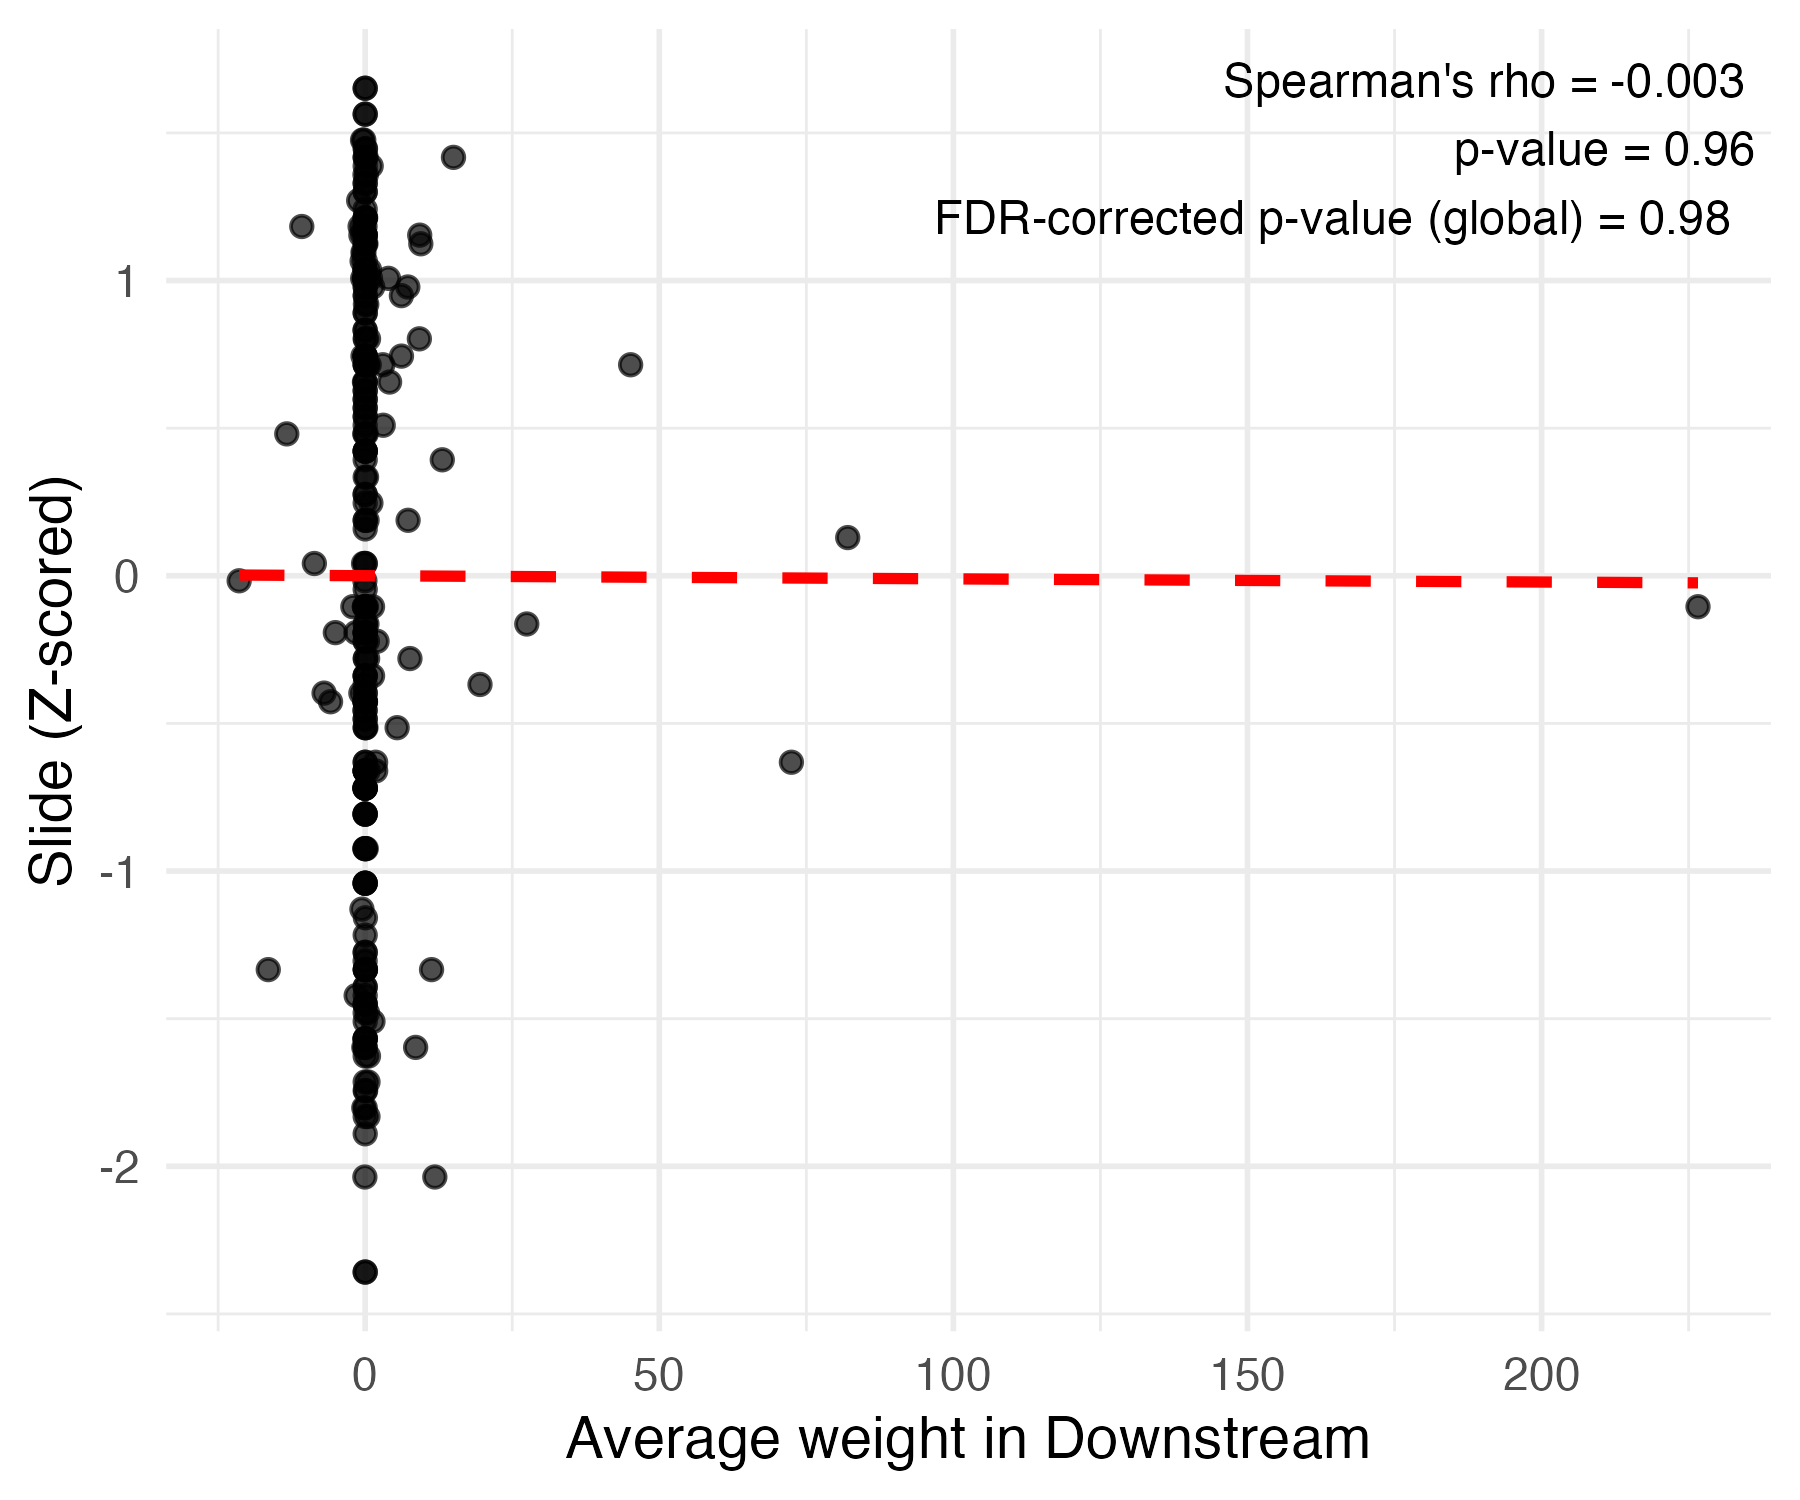 Spearman's rho = -0.003
p-value = 0.96
FDR-corrected p-value (global) = 0.98
Slide (Z-scored)
1
0
-1
-2
0 50 100 150 200
Average weight in Downstream